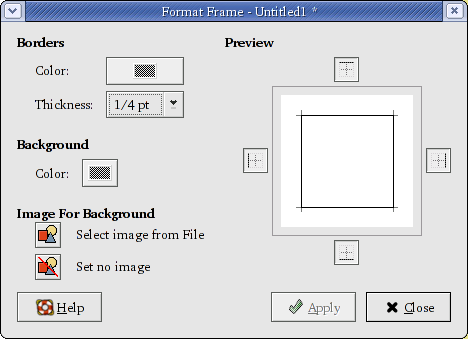 Format Frame - Untitled1 *
Borders
Color:
Thickness: 1/4 pt
Background
Color:
Image For Background
Select image from File
Set no image
Preview
Help
Apply
Close